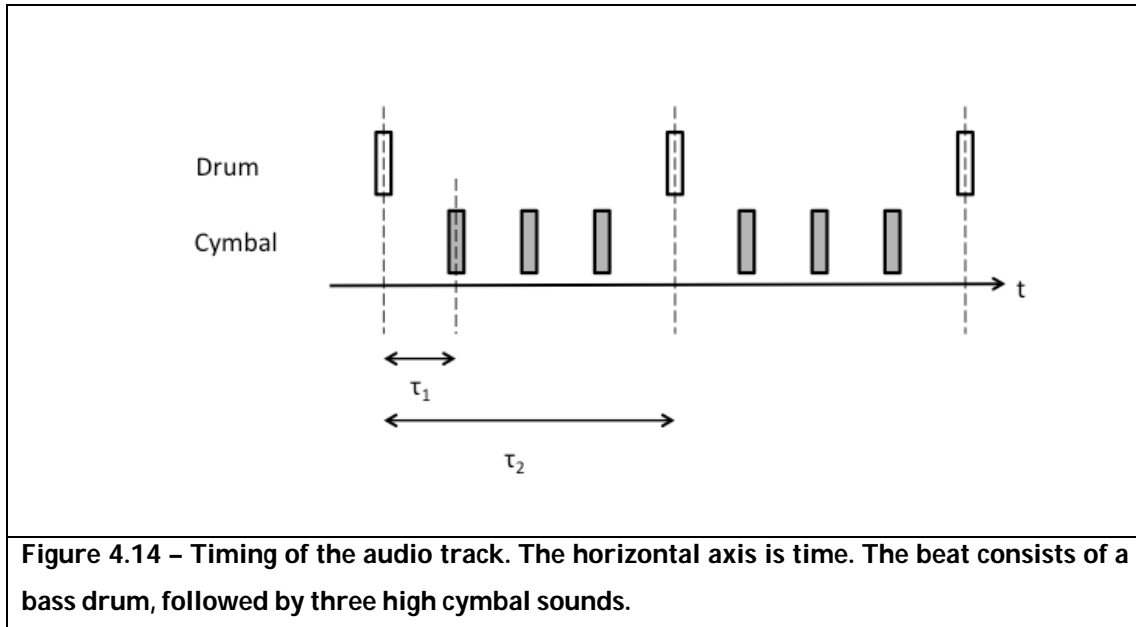 Drum
Cymbal
t
τ₁
τ₂
Figure 4.14 – Timing of the audio track. The horizontal axis is time. The beat consists of a
bass drum, followed by three high cymbal sounds.